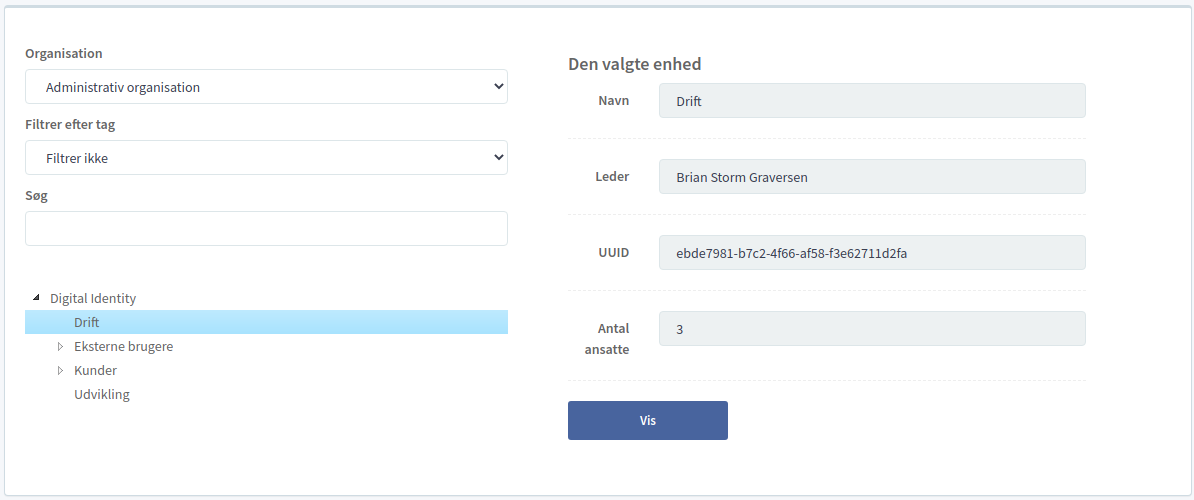 Organisation
Administrativ organisation
Filtrer efter tag
Filtrer ikke
Søg
Digital Identity
Drift
Eksterne brugere
Kunder
Udvikling
Den valgte enhed
Navn
Drift
Leder
Brian Storm Graversen
UUID
ebde7981-b7c2-4f66-af58-f3e62711d2fa
Antal
ansatte
3
Vis